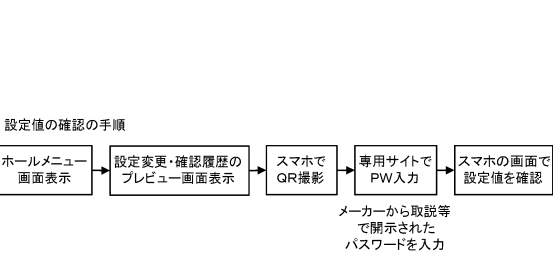 設定値の確認の手順
ホールメニュー
画面表示
設定変更・確認履歴の
プレビュー画面表示
スマホで
QR撮影
専用サイトで
PW入力
スマホの画面で
設定値を確認
メーカーから取説等
で開示された
パスワードを入力